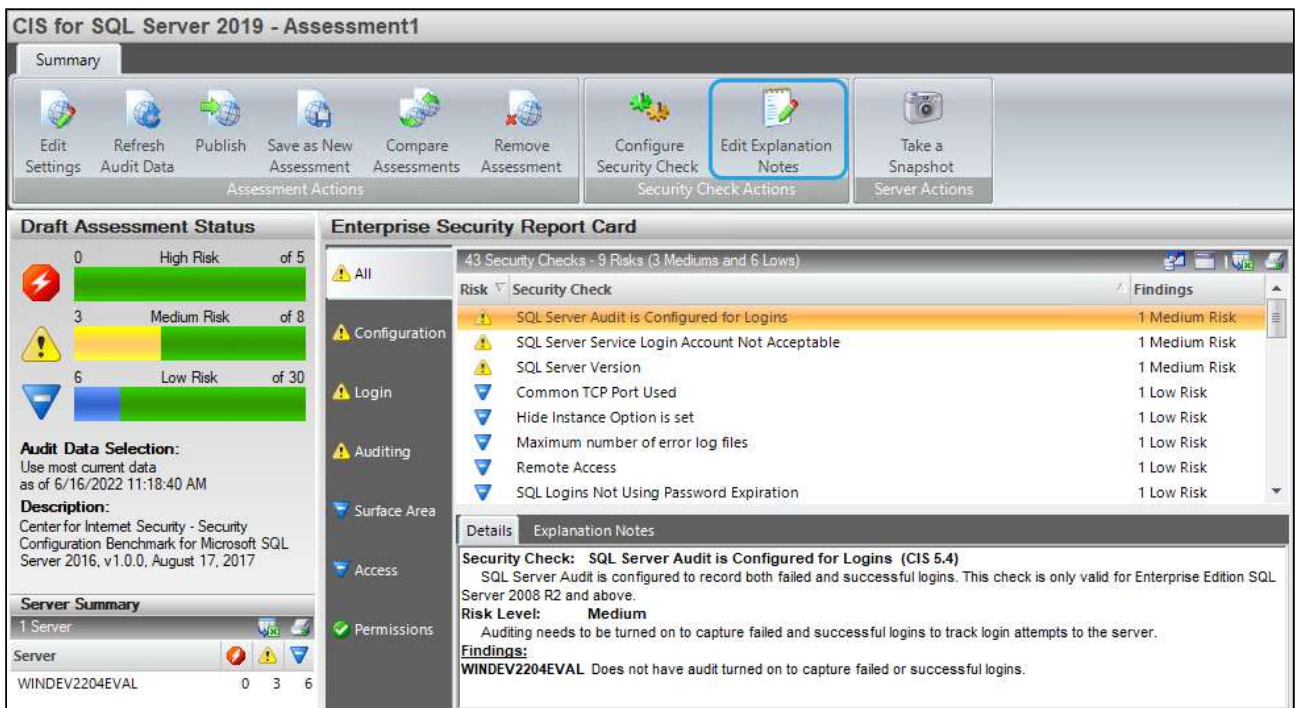 CIS for SQL Server 2019 - Assessment1
Summary
Edit Settings
Refresh Audit Data
Publish
Save as New Assessment
Compare Assessments
Remove Assessment
Configure Security Check
Edit Explanation Notes
Take a Snapshot
Assessment Actions
Security Check Actions
Server Actions
Draft Assessment Status
0 High Risk of 5
3 Medium Risk of 8
6 Low Risk of 30
Audit Data Selection:
Use most current data
as of 6/16/2022 11:18:40 AM
Description:
Center for Internet Security - Security
Configuration Benchmark for Microsoft SQL
Server 2016, v1.0.0, August 17, 2017
Server Summary
1 Server
Server
WINDEV2204EVAL 0 3 6
Enterprise Security Report Card
All
Configuration
Login
Auditing
Surface Area
Access
Permissions
43 Security Checks - 9 Risks (3 Mediums and 6 Lows)
Risk Security Check Findings
SQL Server Audit is Configured for Logins 1 Medium Risk
SQL Server Service Login Account Not Acceptable 1 Medium Risk
SQL Server Version 1 Medium Risk
Common TCP Port Used 1 Low Risk
Hide Instance Option is set 1 Low Risk
Maximum number of error log files 1 Low Risk
Remote Access 1 Low Risk
SQL Logins Not Using Password Expiration 1 Low Risk
Details Explanation Notes
Security Check: SQL Server Audit is Configured for Logins (CIS 5.4)
SQL Server Audit is configured to record both failed and successful logins. This check is only valid for Enterprise Edition SQL
Server 2008 R2 and above.
Risk Level: Medium
Auditing needs to be turned on to capture failed and successful logins to track login attempts to the server.
Findings:
WINDEV2204EVAL Does not have audit turned on to capture failed or successful logins.